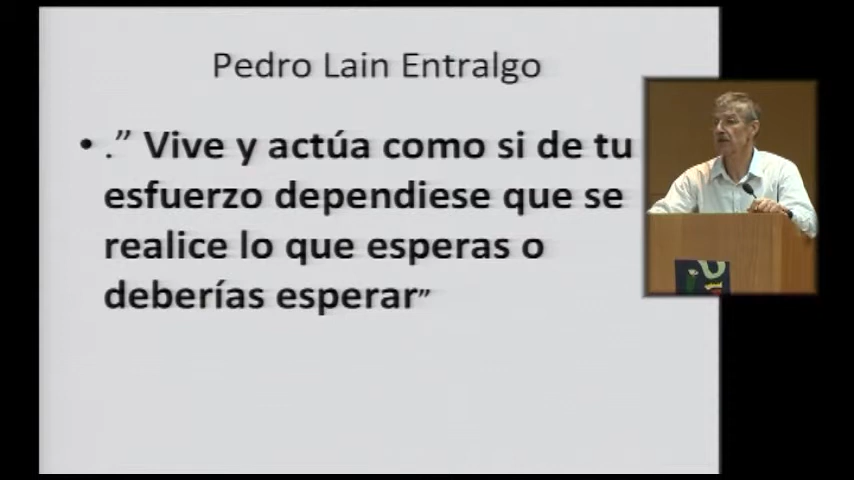 Pedro Lain Entralgo
• .” Vive y actúa como si de tu
esfuerzo dependiese que se
realice lo que esperas o
deberías esperar”